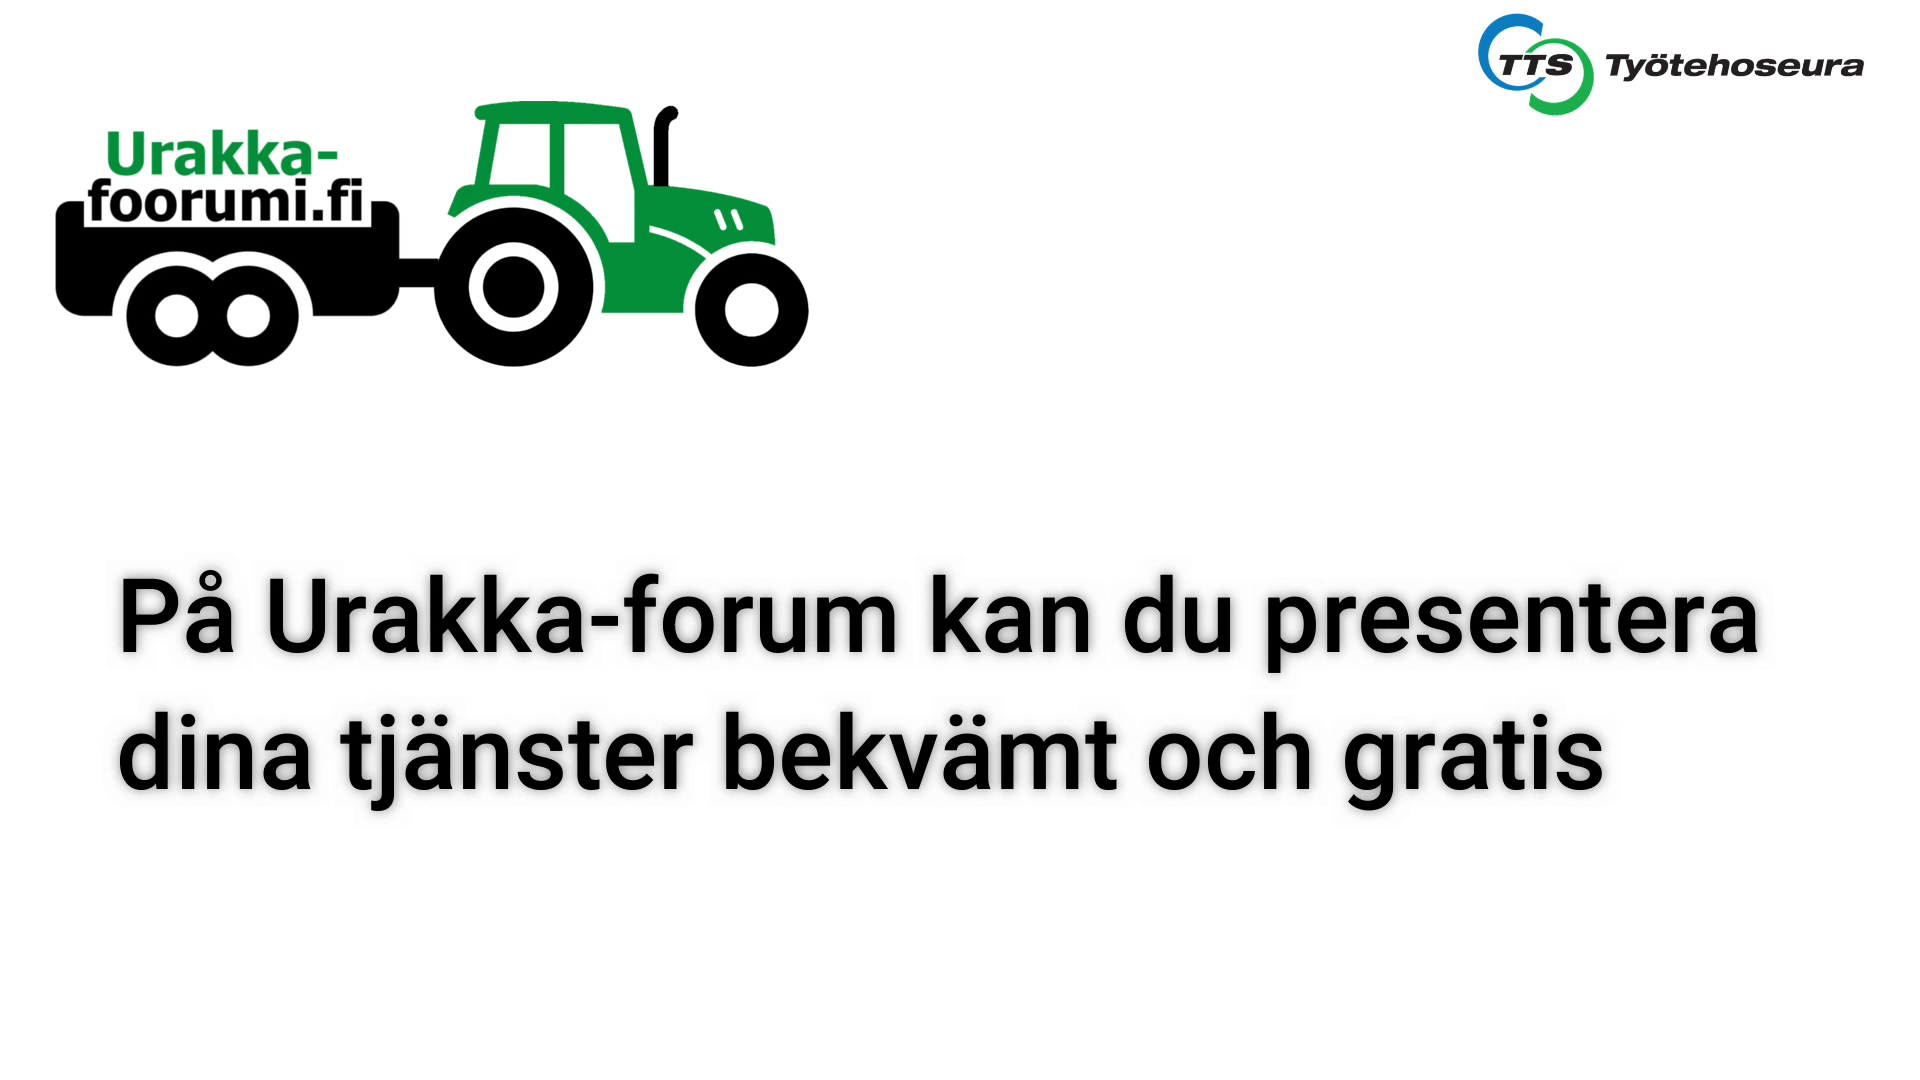 TTS Työtehoseura
Urakka-
foorumi.fi
På Urakka-forum kan du presentera
dina tjänster bekvämt och gratis